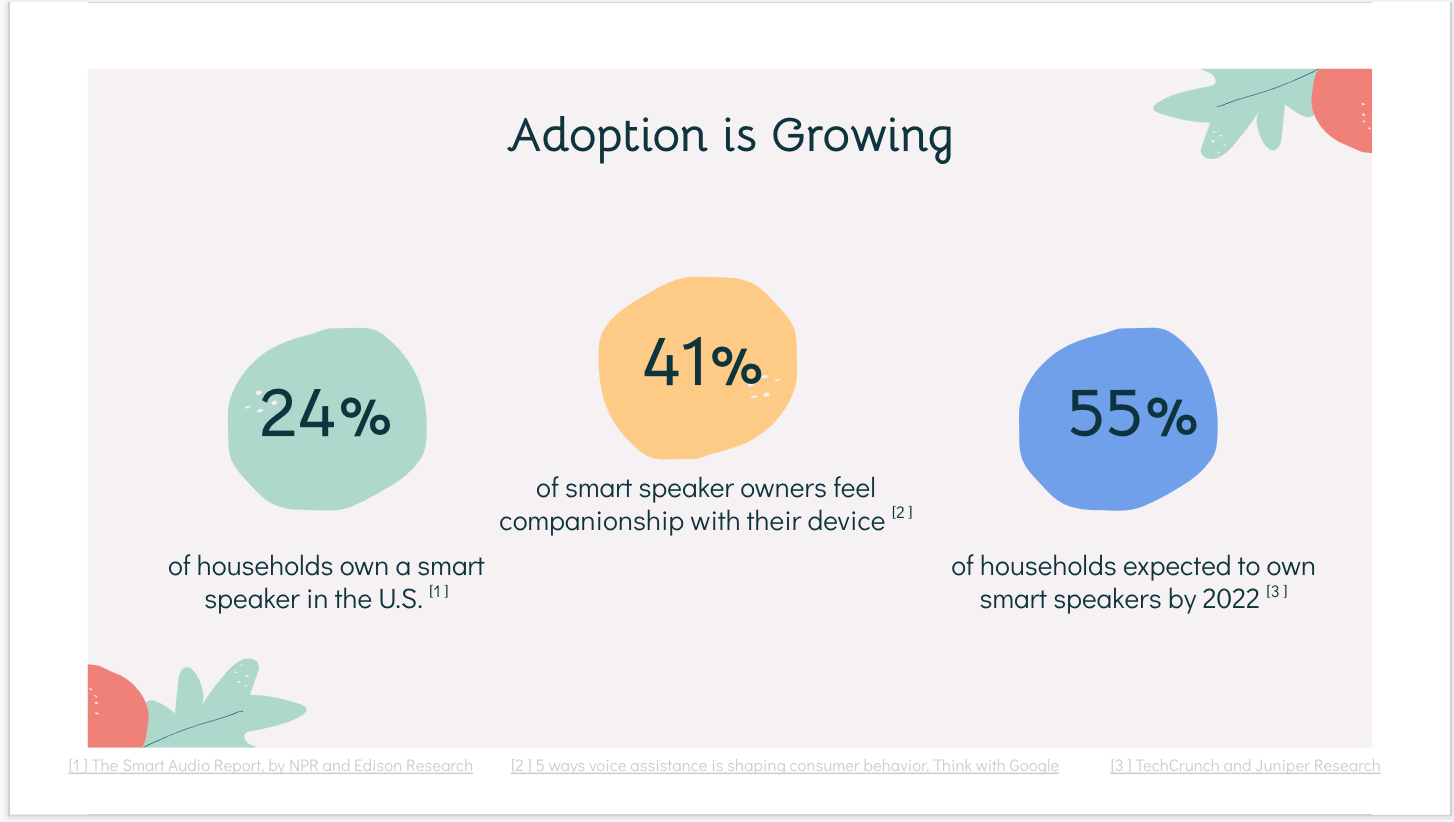 Adoption is Growing
24%
of households own a smart
speaker in the U.S. [1]
41%
of smart speaker owners feel
companionship with their device [2]
55%
of households expected to own
smart speakers by 2022 [3]
[1] The Smart Audio Report, by NPR and Edison Research
[2] 5 ways voice assistance is shaping consumer behavior, Think with Google
[3] TechCrunch and Juniper Research